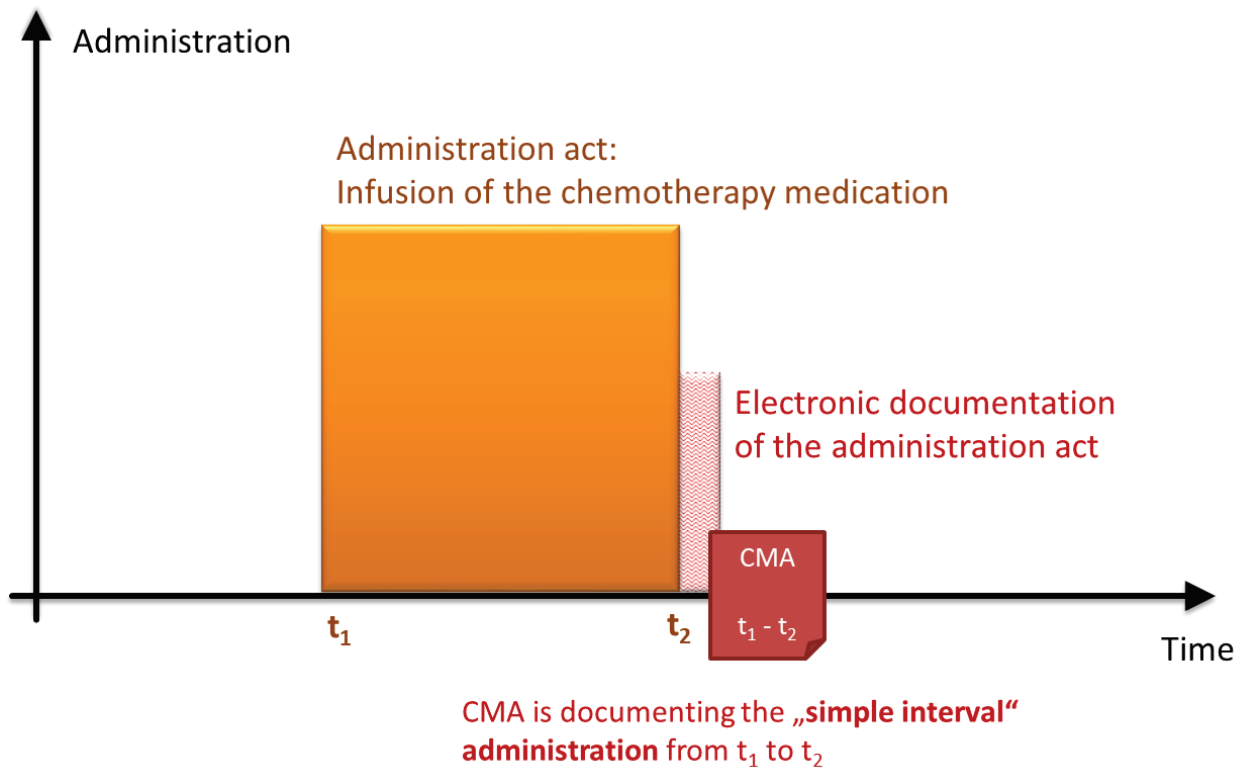 Administration
Administration act:
Infusion of the chemotherapy medication
Electronic documentation
of the administration act
CMA
t₁ - t₂
t₁
t₂
Time
CMA is documenting the „simple interval“
administration from t₁ to t₂